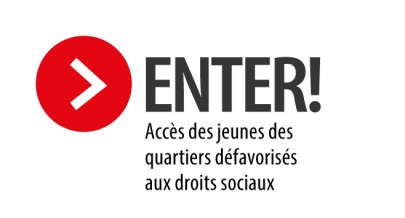 ENTER!
Accès des jeunes des
quartiers défavorisés
aux droits sociaux